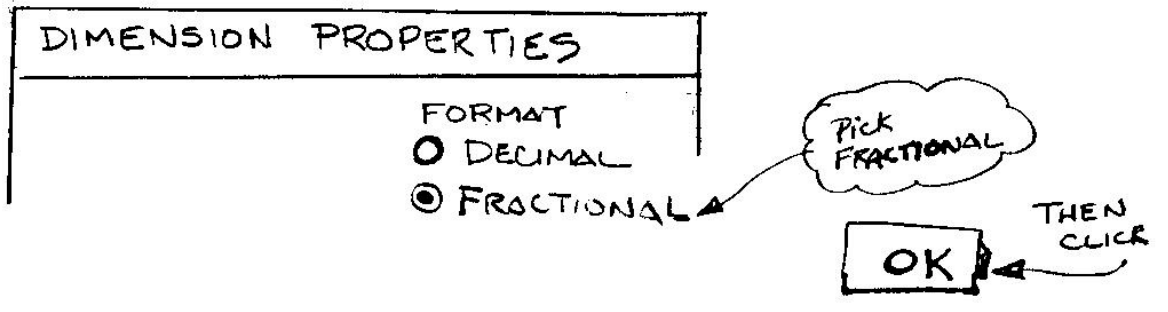 DIMENSION PROPERTIES
FORMAT
DECIMAL
FRACTIONAL
Pick
FRACTIONAL
OK
THEN
CLICK